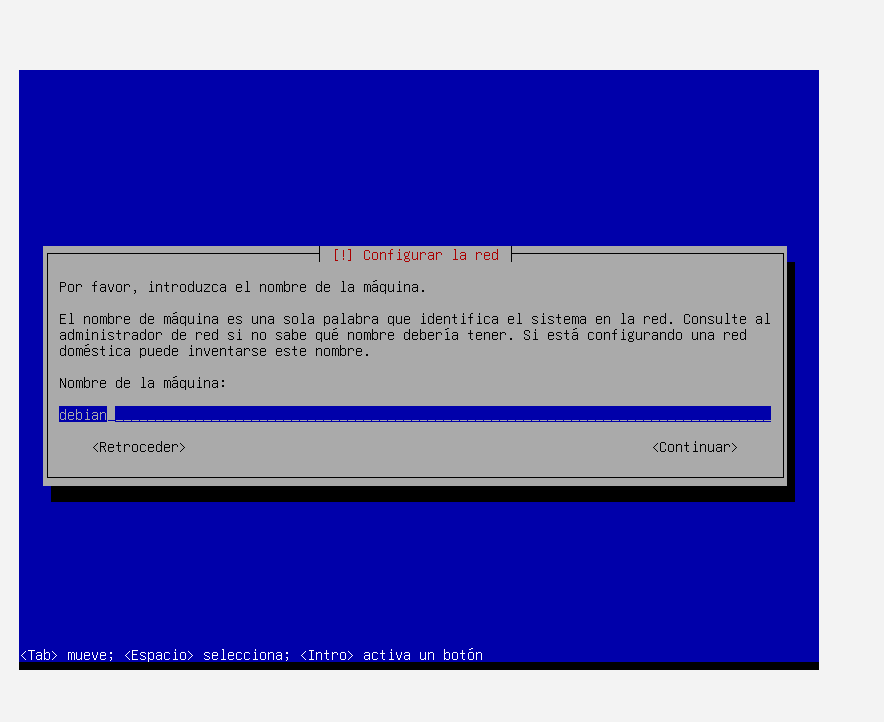 [!] Configurar la red
Por favor, introduzca el nombre de la máquina.
El nombre de máquina es una sola palabra que identifica el sistema en la red. Consulte al
administrador de red si no sabe qué nombre debería tener. Si está configurando una red
doméstica puede inventarse este nombre.
Nombre de la máquina:
debian
<Retroceder> <Continuar>
<Tab> mueve; <Espacio> selecciona; <Intro> activa un botón